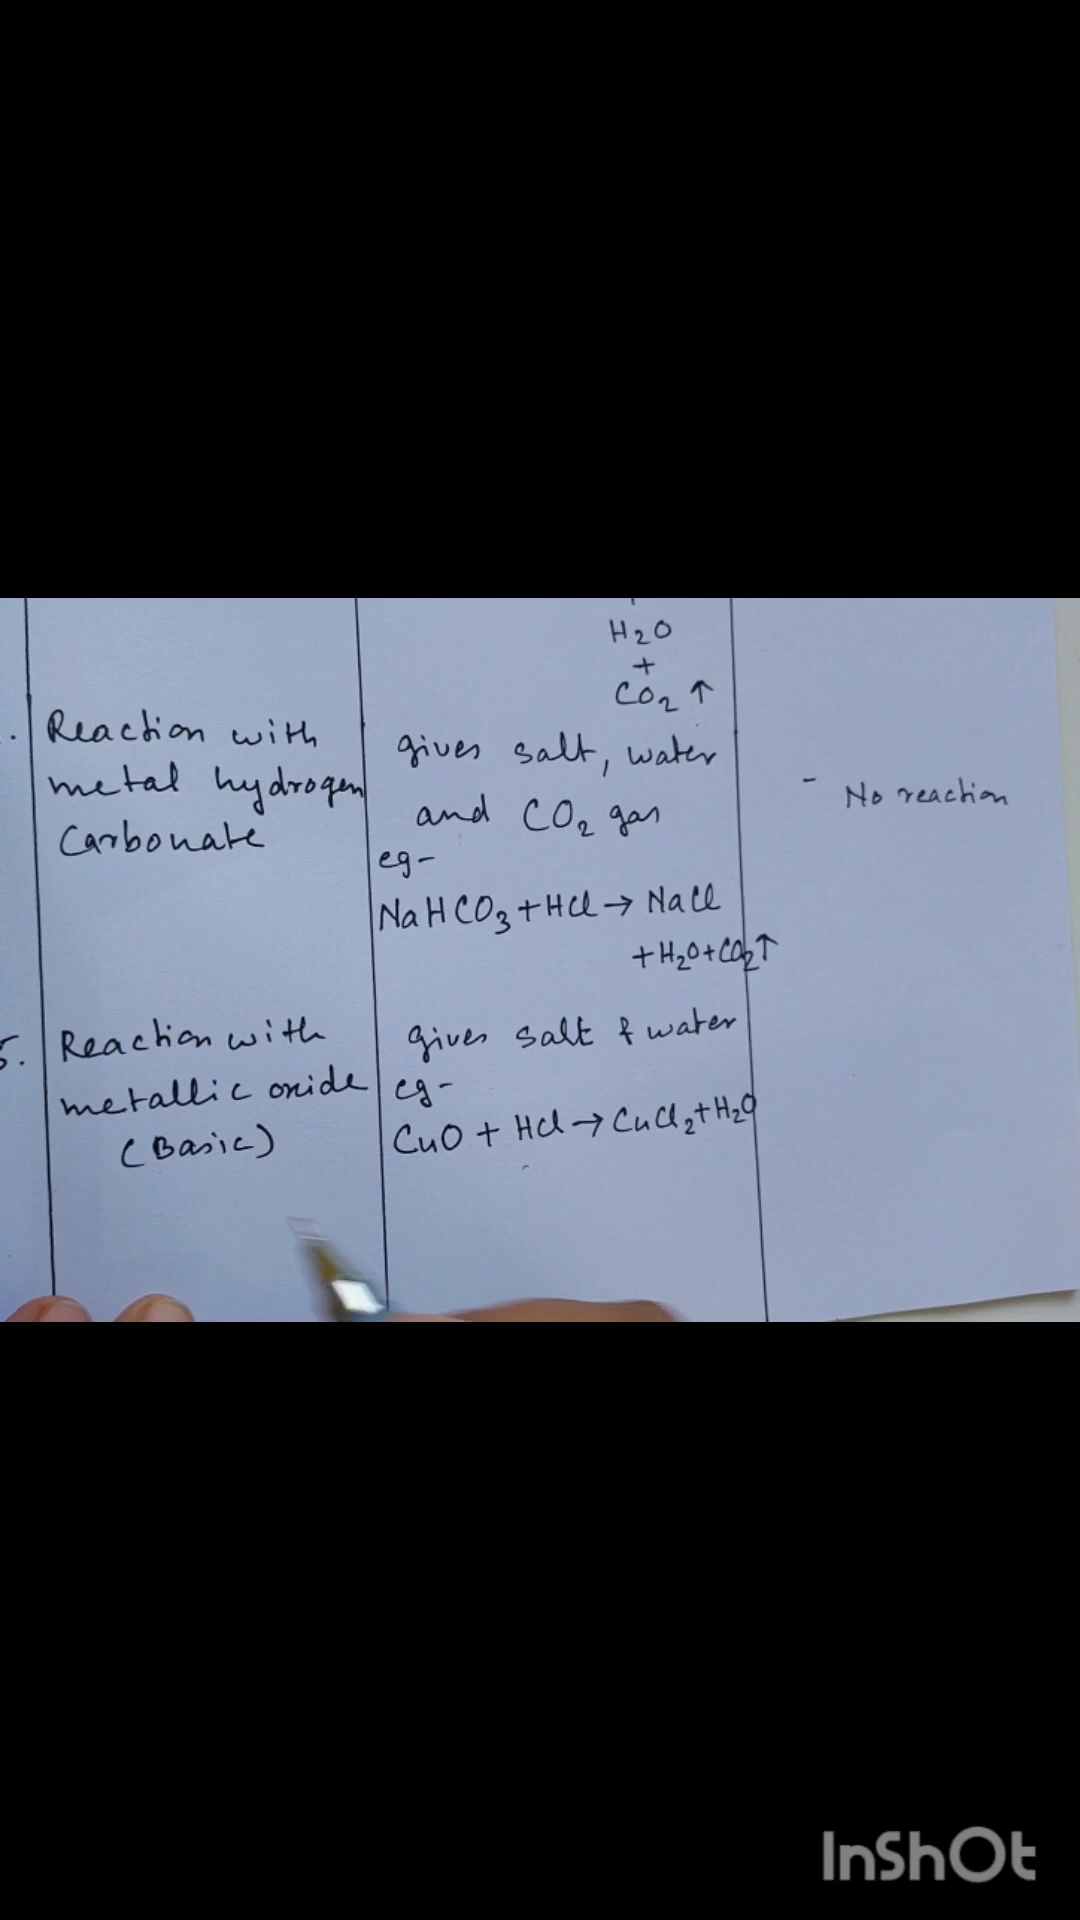 H2O
+
CO2 ↑
. Reaction with
metal hydrogen
Carbonate
gives salt, water
and CO2 gas
eg-
NaHCO3 + HCl → NaCl
+ H2O + CO2 ↑
- No reaction
5. Reaction with
metallic oxide
(Basic)
gives salt & water
eg-
CuO + HCl → CuCl2 + H2O
InShOt